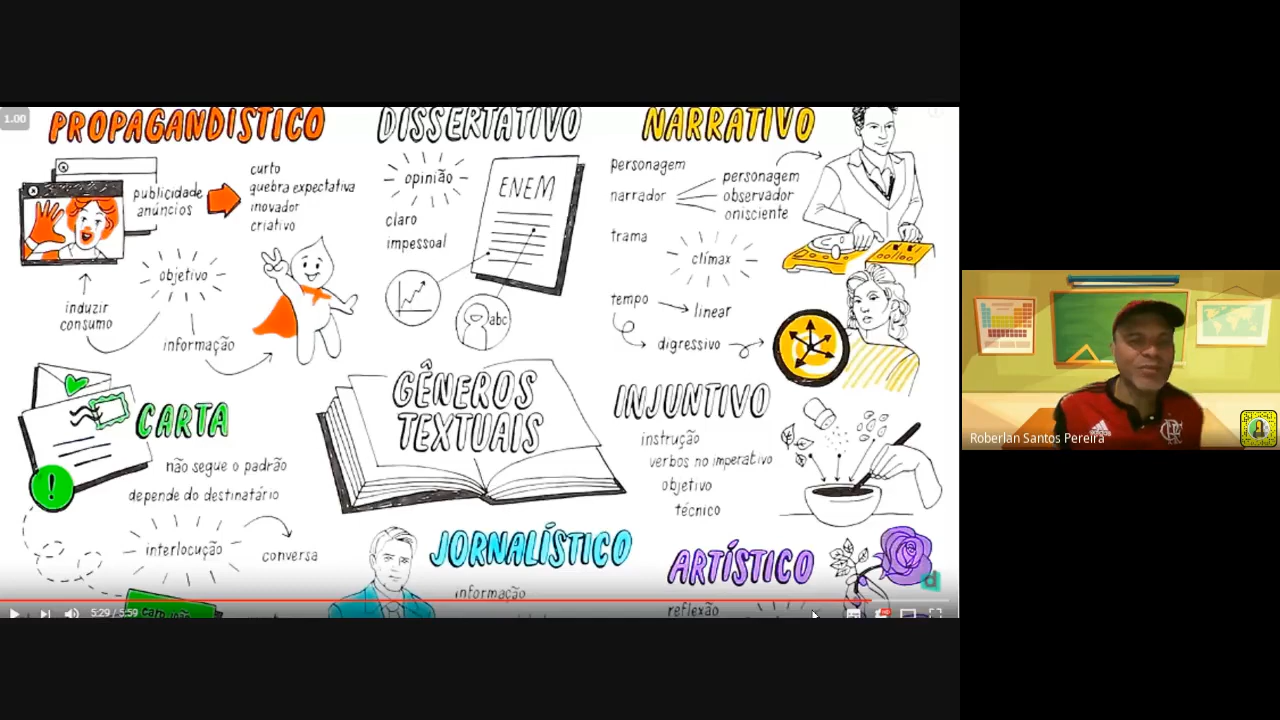 1.00
PROPAGANDÍSTICO
publicidade
anúncios
curto
quebra expectativa
inovador
criativo
objetivo
induzir
consumo
informação
DISSERTATIVO
opinião
claro
impessoal
ENEM
abc
NARRATIVO
personagem
narrador
personagem
observador
onisciente
trama
clímax
tempo
linear
digressivo
CARTA
não segue o padrão
depende do destinatário
interlocução
conversa
GÊNEROS
TEXTUAIS
INJUNTIVO
instrução
verbos no imperativo
objetivo
técnico
JORNALÍSTICO
informação
ARTÍSTICO
reflexão
d
5:29 / 5:59
HD
Roberlan Santos Pereira
adidas